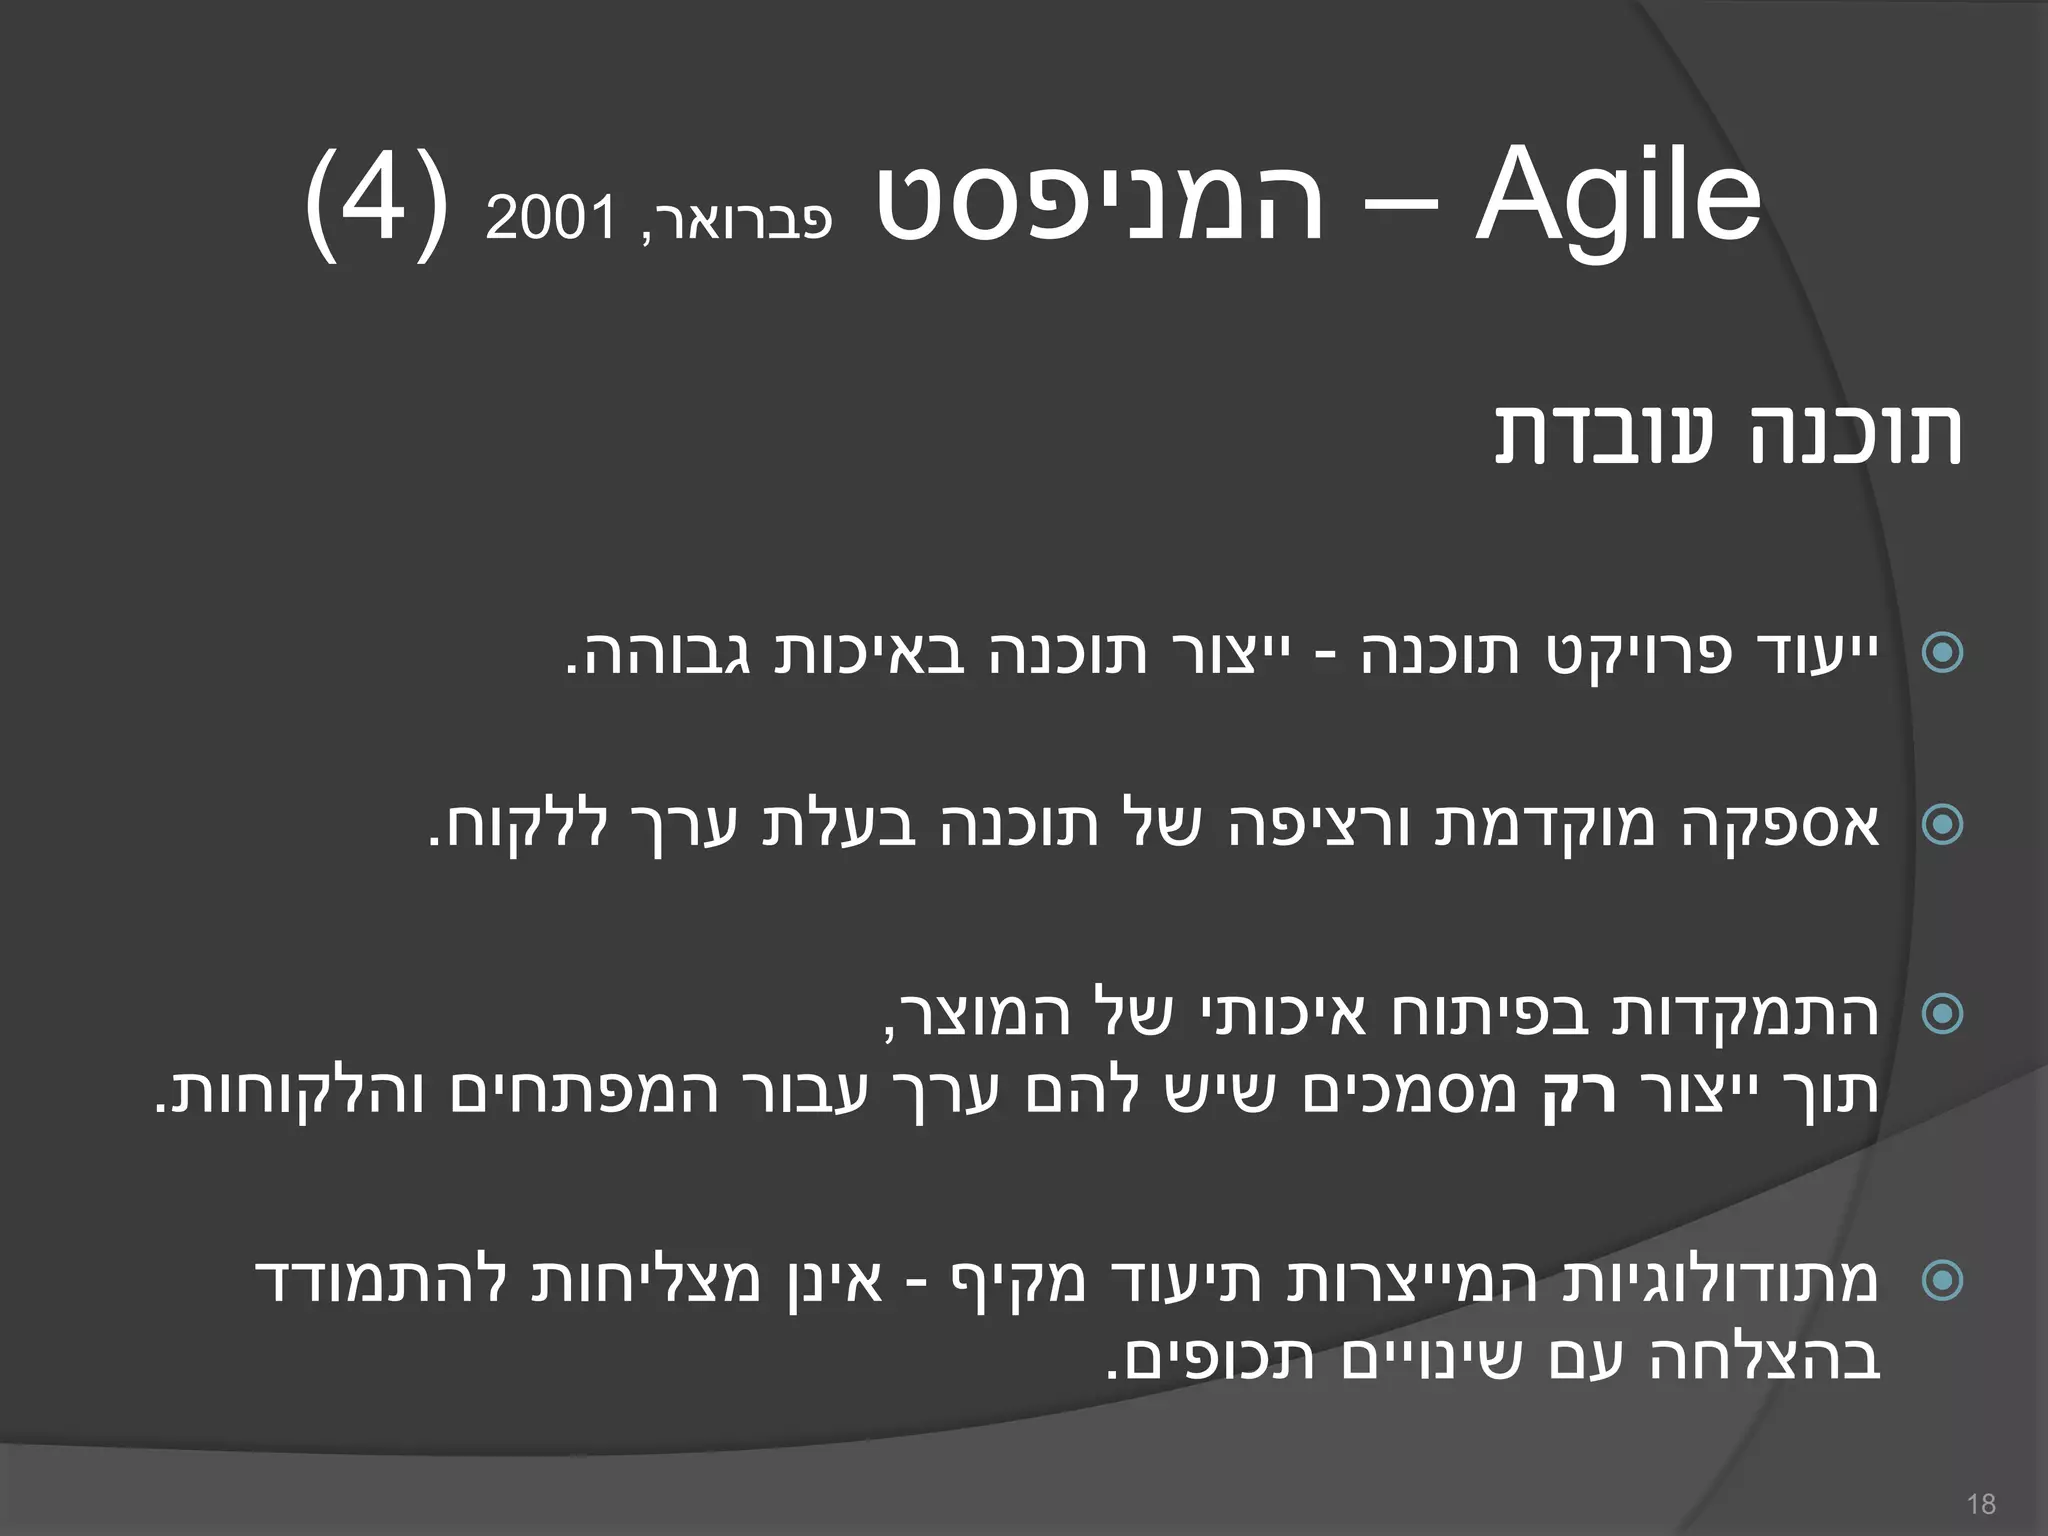 Agile – המניפסט פברואר, 2001 (4)
תוכנה עובדת
ייעוד פרויקט תוכנה - ייצור תוכנה באיכות גבוהה.
אספקה מוקדמת ורציפה של תוכנה בעלת ערך ללקוח.
התמקדות בפיתוח איכותי של המוצר,
תוך ייצור רק מסמכים שיש להם ערך עבור המפתחים והלקוחות.
מתודולוגיות המייצרות תיעוד מקיף - אינן מצליחות להתמודד
בהצלחה עם שינויים תכופים.
18